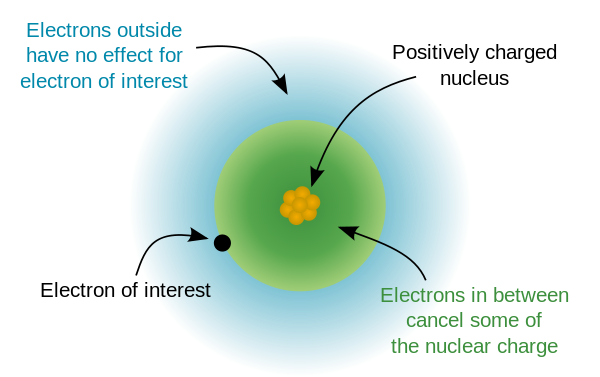 Electrons outside
have no effect for
electron of interest
Positively charged
nucleus
Electron of interest
Electrons in between
cancel some of
the nuclear charge